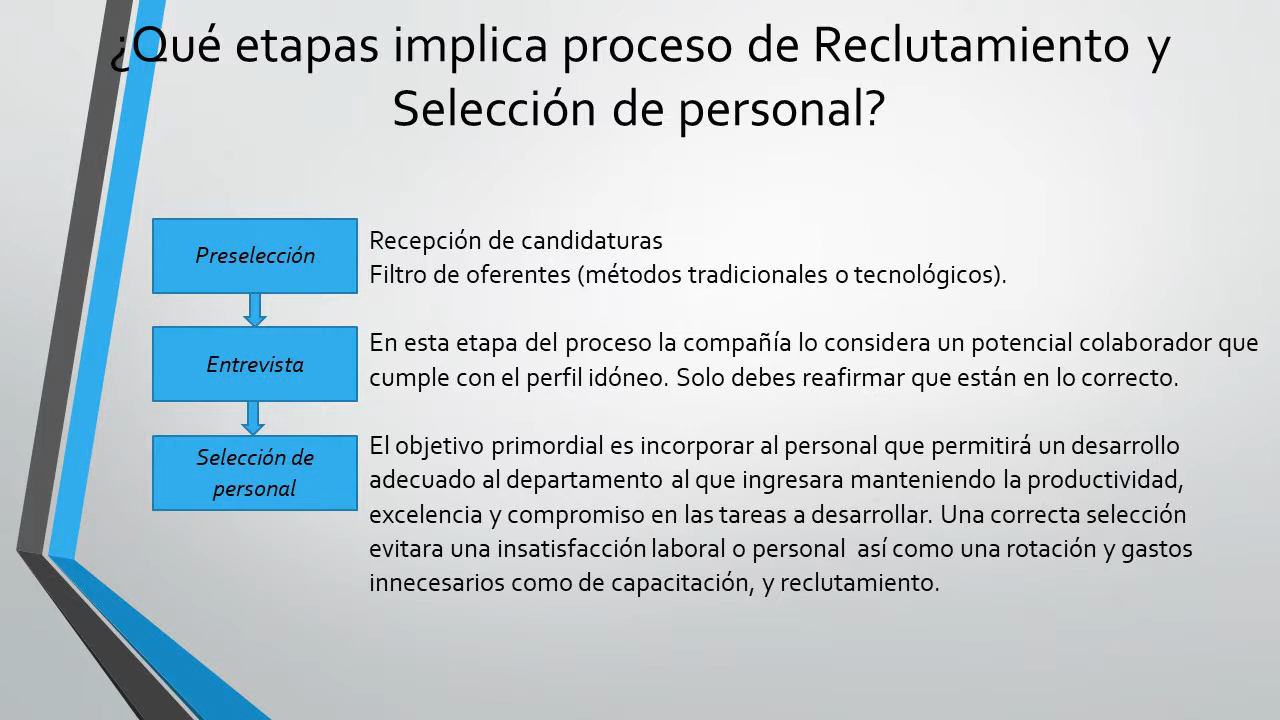 ¿Qué etapas implica proceso de Reclutamiento y
Selección de personal?
Preselección
Recepción de candidaturas
Filtro de oferentes (métodos tradicionales o tecnológicos).
Entrevista
En esta etapa del proceso la compañía lo considera un potencial colaborador que
cumple con el perfil idóneo. Solo debes reafirmar que están en lo correcto.
Selección de
personal
El objetivo primordial es incorporar al personal que permitirá un desarrollo
adecuado al departamento al que ingresara manteniendo la productividad,
excelencia y compromiso en las tareas a desarrollar. Una correcta selección
evitara una insatisfacción laboral o personal  así como una rotación y gastos
innecesarios como de capacitación, y reclutamiento.